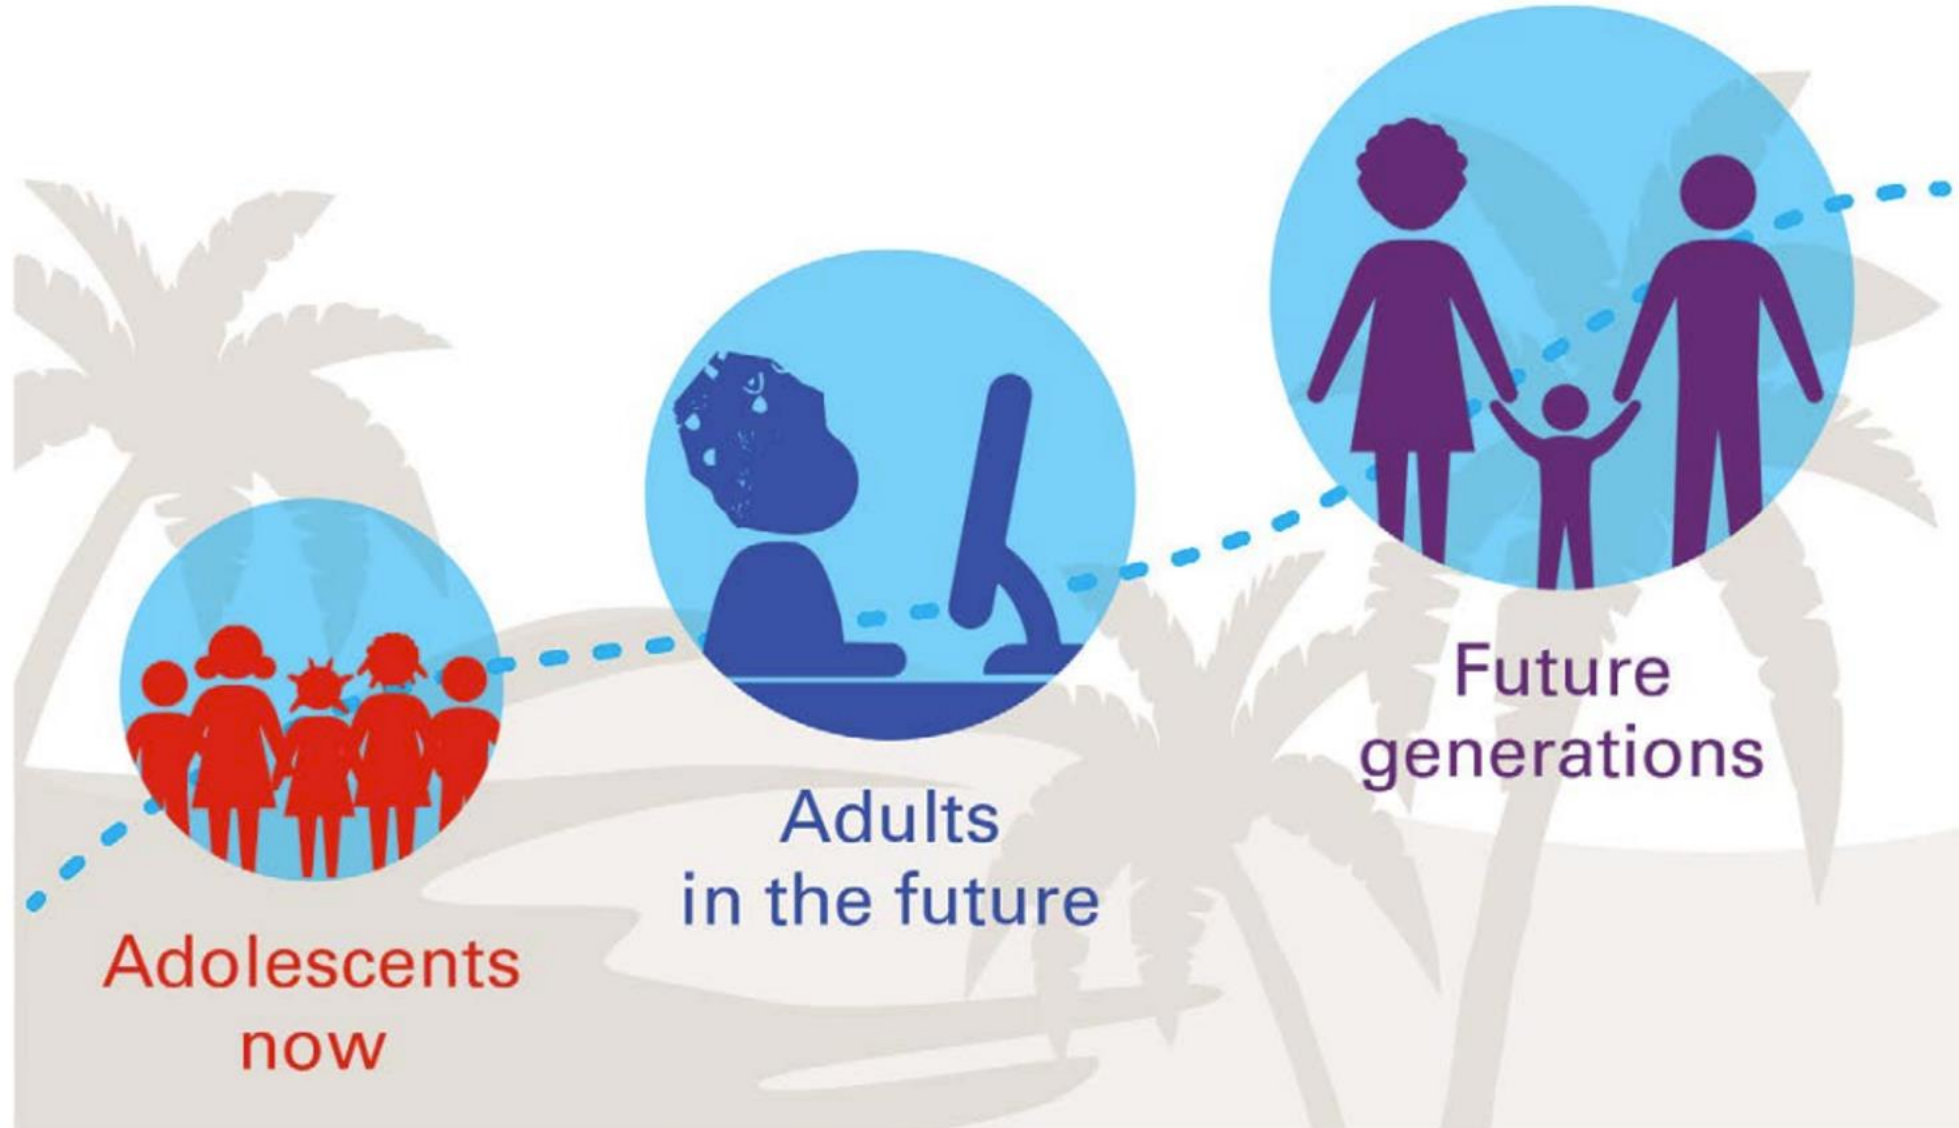 Adolescents
now
Adults
in the future
Future
generations